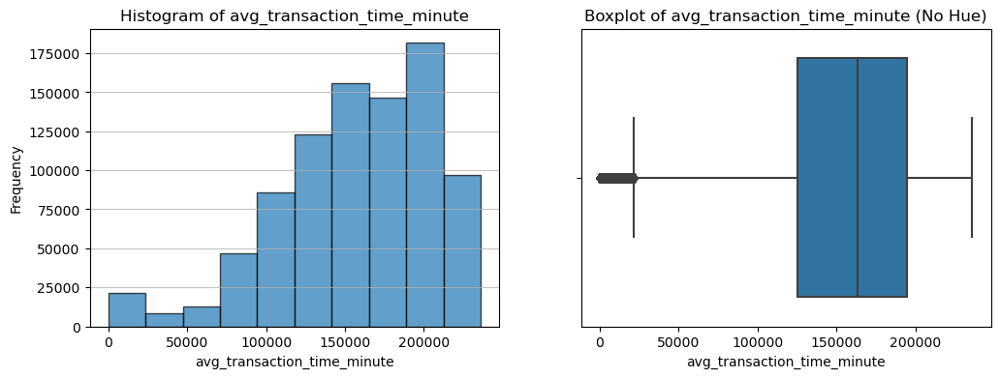 Histogram of avg_transaction_time_minute
175000
150000
125000
100000
75000
50000
25000
0
Frequency
0 50000 100000 150000 200000
avg_transaction_time_minute
Boxplot of avg_transaction_time_minute (No Hue)
0 50000 100000 150000 200000
avg_transaction_time_minute